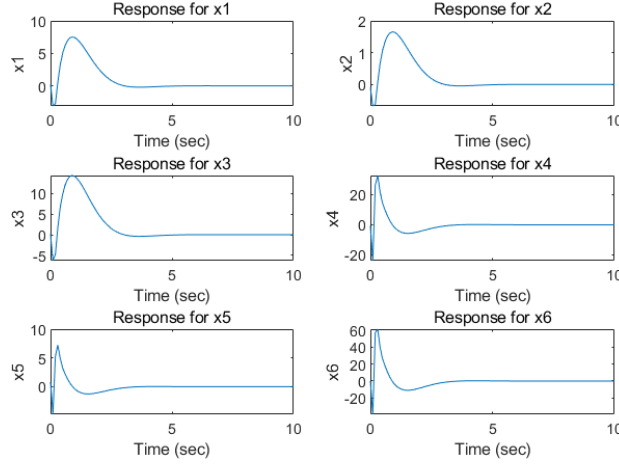 Response for x1
10
5
0
x1
0
5
10
Time (sec)
Response for x2
2
1
0
x2
0
5
10
Time (sec)
Response for x3
10
5
0
-5
x3
0
5
10
Time (sec)
Response for x4
20
0
-20
x4
0
5
10
Time (sec)
Response for x5
10
5
0
x5
0
5
10
Time (sec)
Response for x6
60
40
20
0
-20
x6
0
5
10
Time (sec)